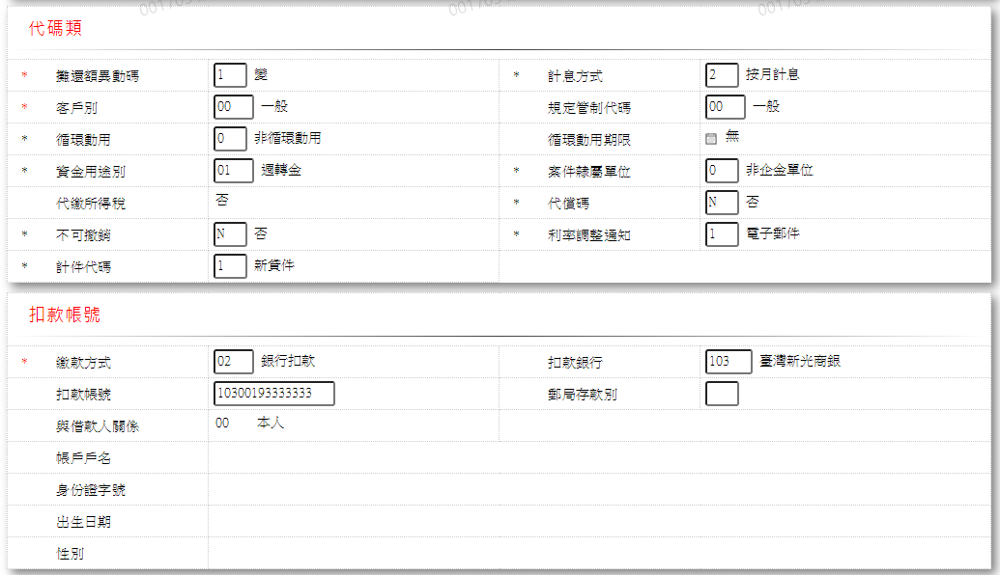 代碼類
* 攤還額異動碼 1 變 * 計息方式 2 按月計息
* 客戶別 00 一般 規定管制代碼 00 一般
* 循環動用 0 非循環動用 循環動用期限 無
* 資金用途別 01 週轉金 * 案件隸屬單位 0 非企金單位
代繳所得稅 否 * 代償碼 N 否
* 不可撤銷 N 否 * 利率調整通知 1 電子郵件
* 計件代碼 1 新貸件
扣款帳號
* 繳款方式 02 銀行扣款 扣款銀行 103 臺灣新光商銀
扣款帳號 10300193333333 郵局存款別
與借款人關係 00 本人
帳戶戶名
身份證字號
出生日期
性別